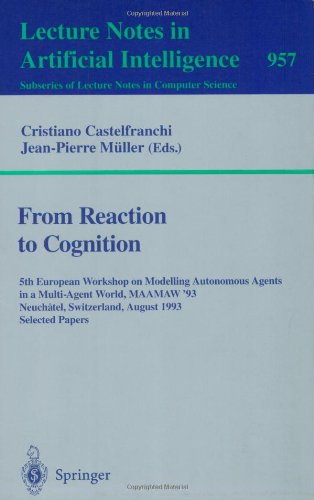 Lecture Notes in
Artificial Intelligence 957
Subseries of Lecture Notes in Computer Science
Cristiano Castelfranchi
Jean-Pierre Müller (Eds.)
From Reaction
to Cognition
5th European Workshop on Modelling Autonomous Agents
in a Multi-Agent World, MAAMAW '93
Neuchâtel, Switzerland, August 1993
Selected Papers
Springer